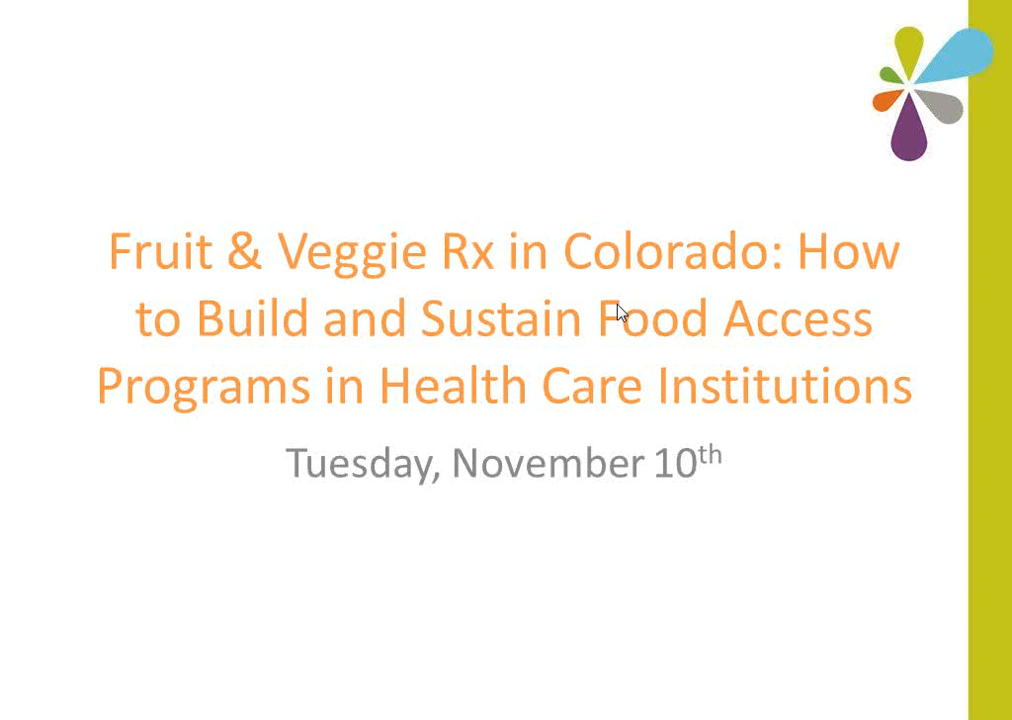 Fruit & Veggie Rx in Colorado: How
to Build and Sustain Food Access
Programs in Health Care Institutions
Tuesday, November 10th